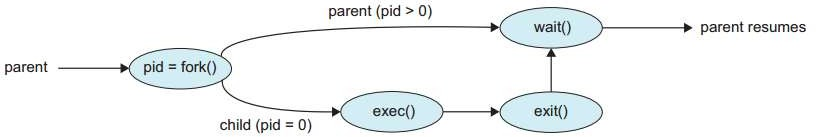 parent (pid > 0)
parent
pid = fork()
wait()
parent resumes
child (pid = 0)
exec()
exit()